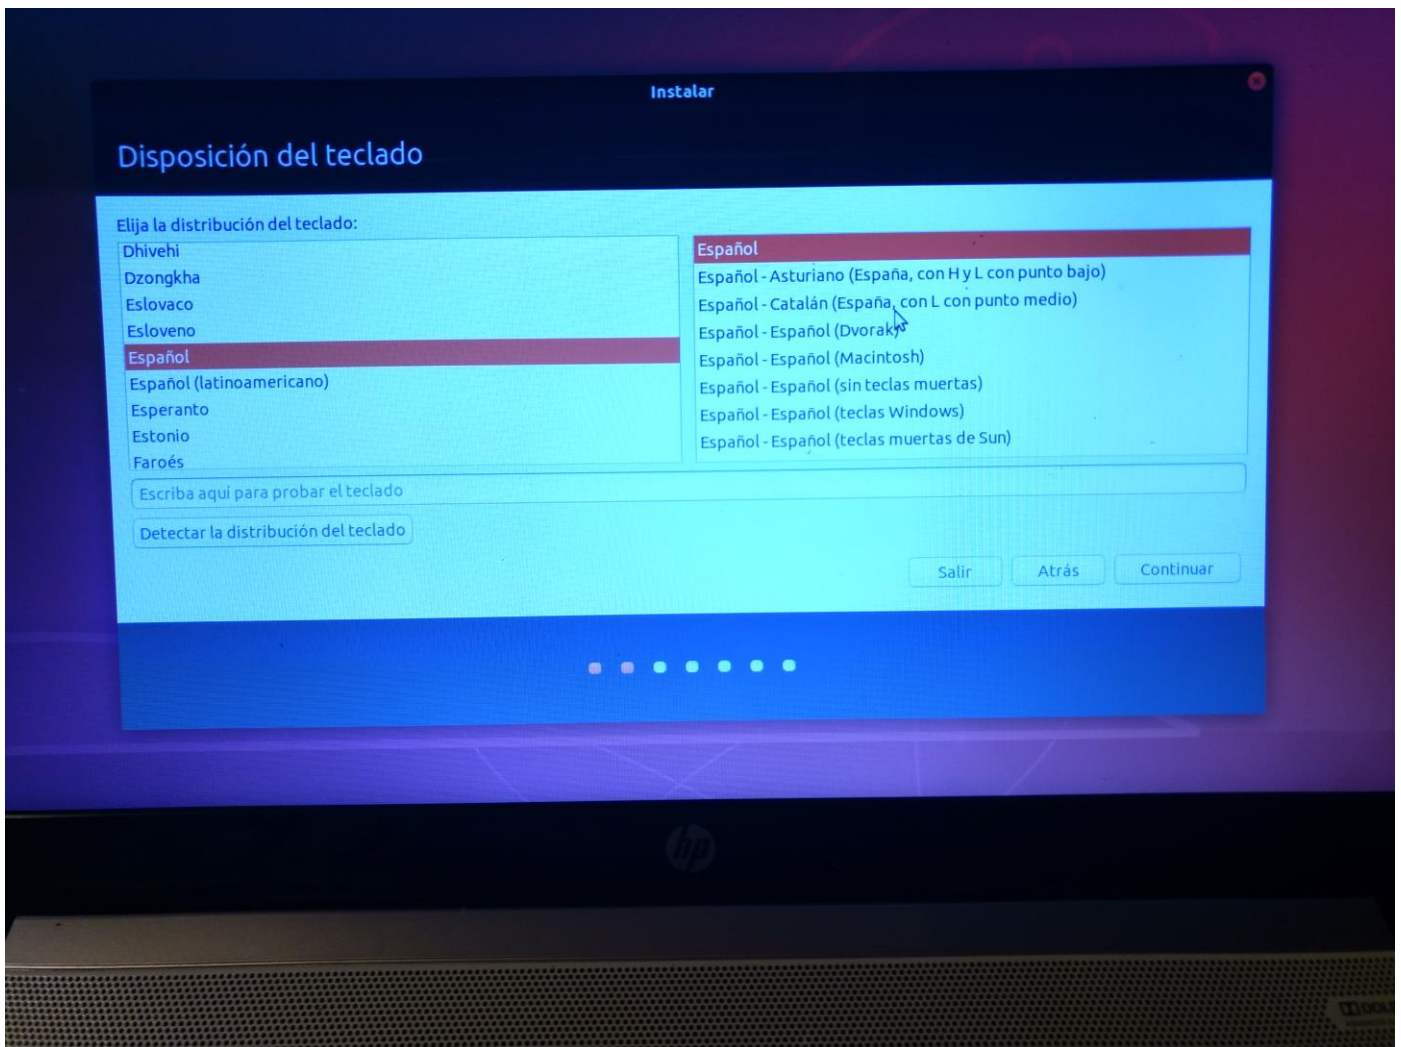 Instalar
Disposición del teclado
Elija la distribución del teclado:
Dhivehi
Dzongkha
Eslovaco
Esloveno
Español
Español (latinoamericano)
Esperanto
Estonio
Faroés
Español
Español - Asturiano (España, con H y L con punto bajo)
Español - Catalán (España, con L con punto medio)
Español - Español (Dvorak)
Español - Español (Macintosh)
Español - Español (sin teclas muertas)
Español - Español (teclas Windows)
Español - Español (teclas muertas de Sun)
Escriba aquí para probar el teclado
Detectar la distribución del teclado
Salir
Atrás
Continuar
hp